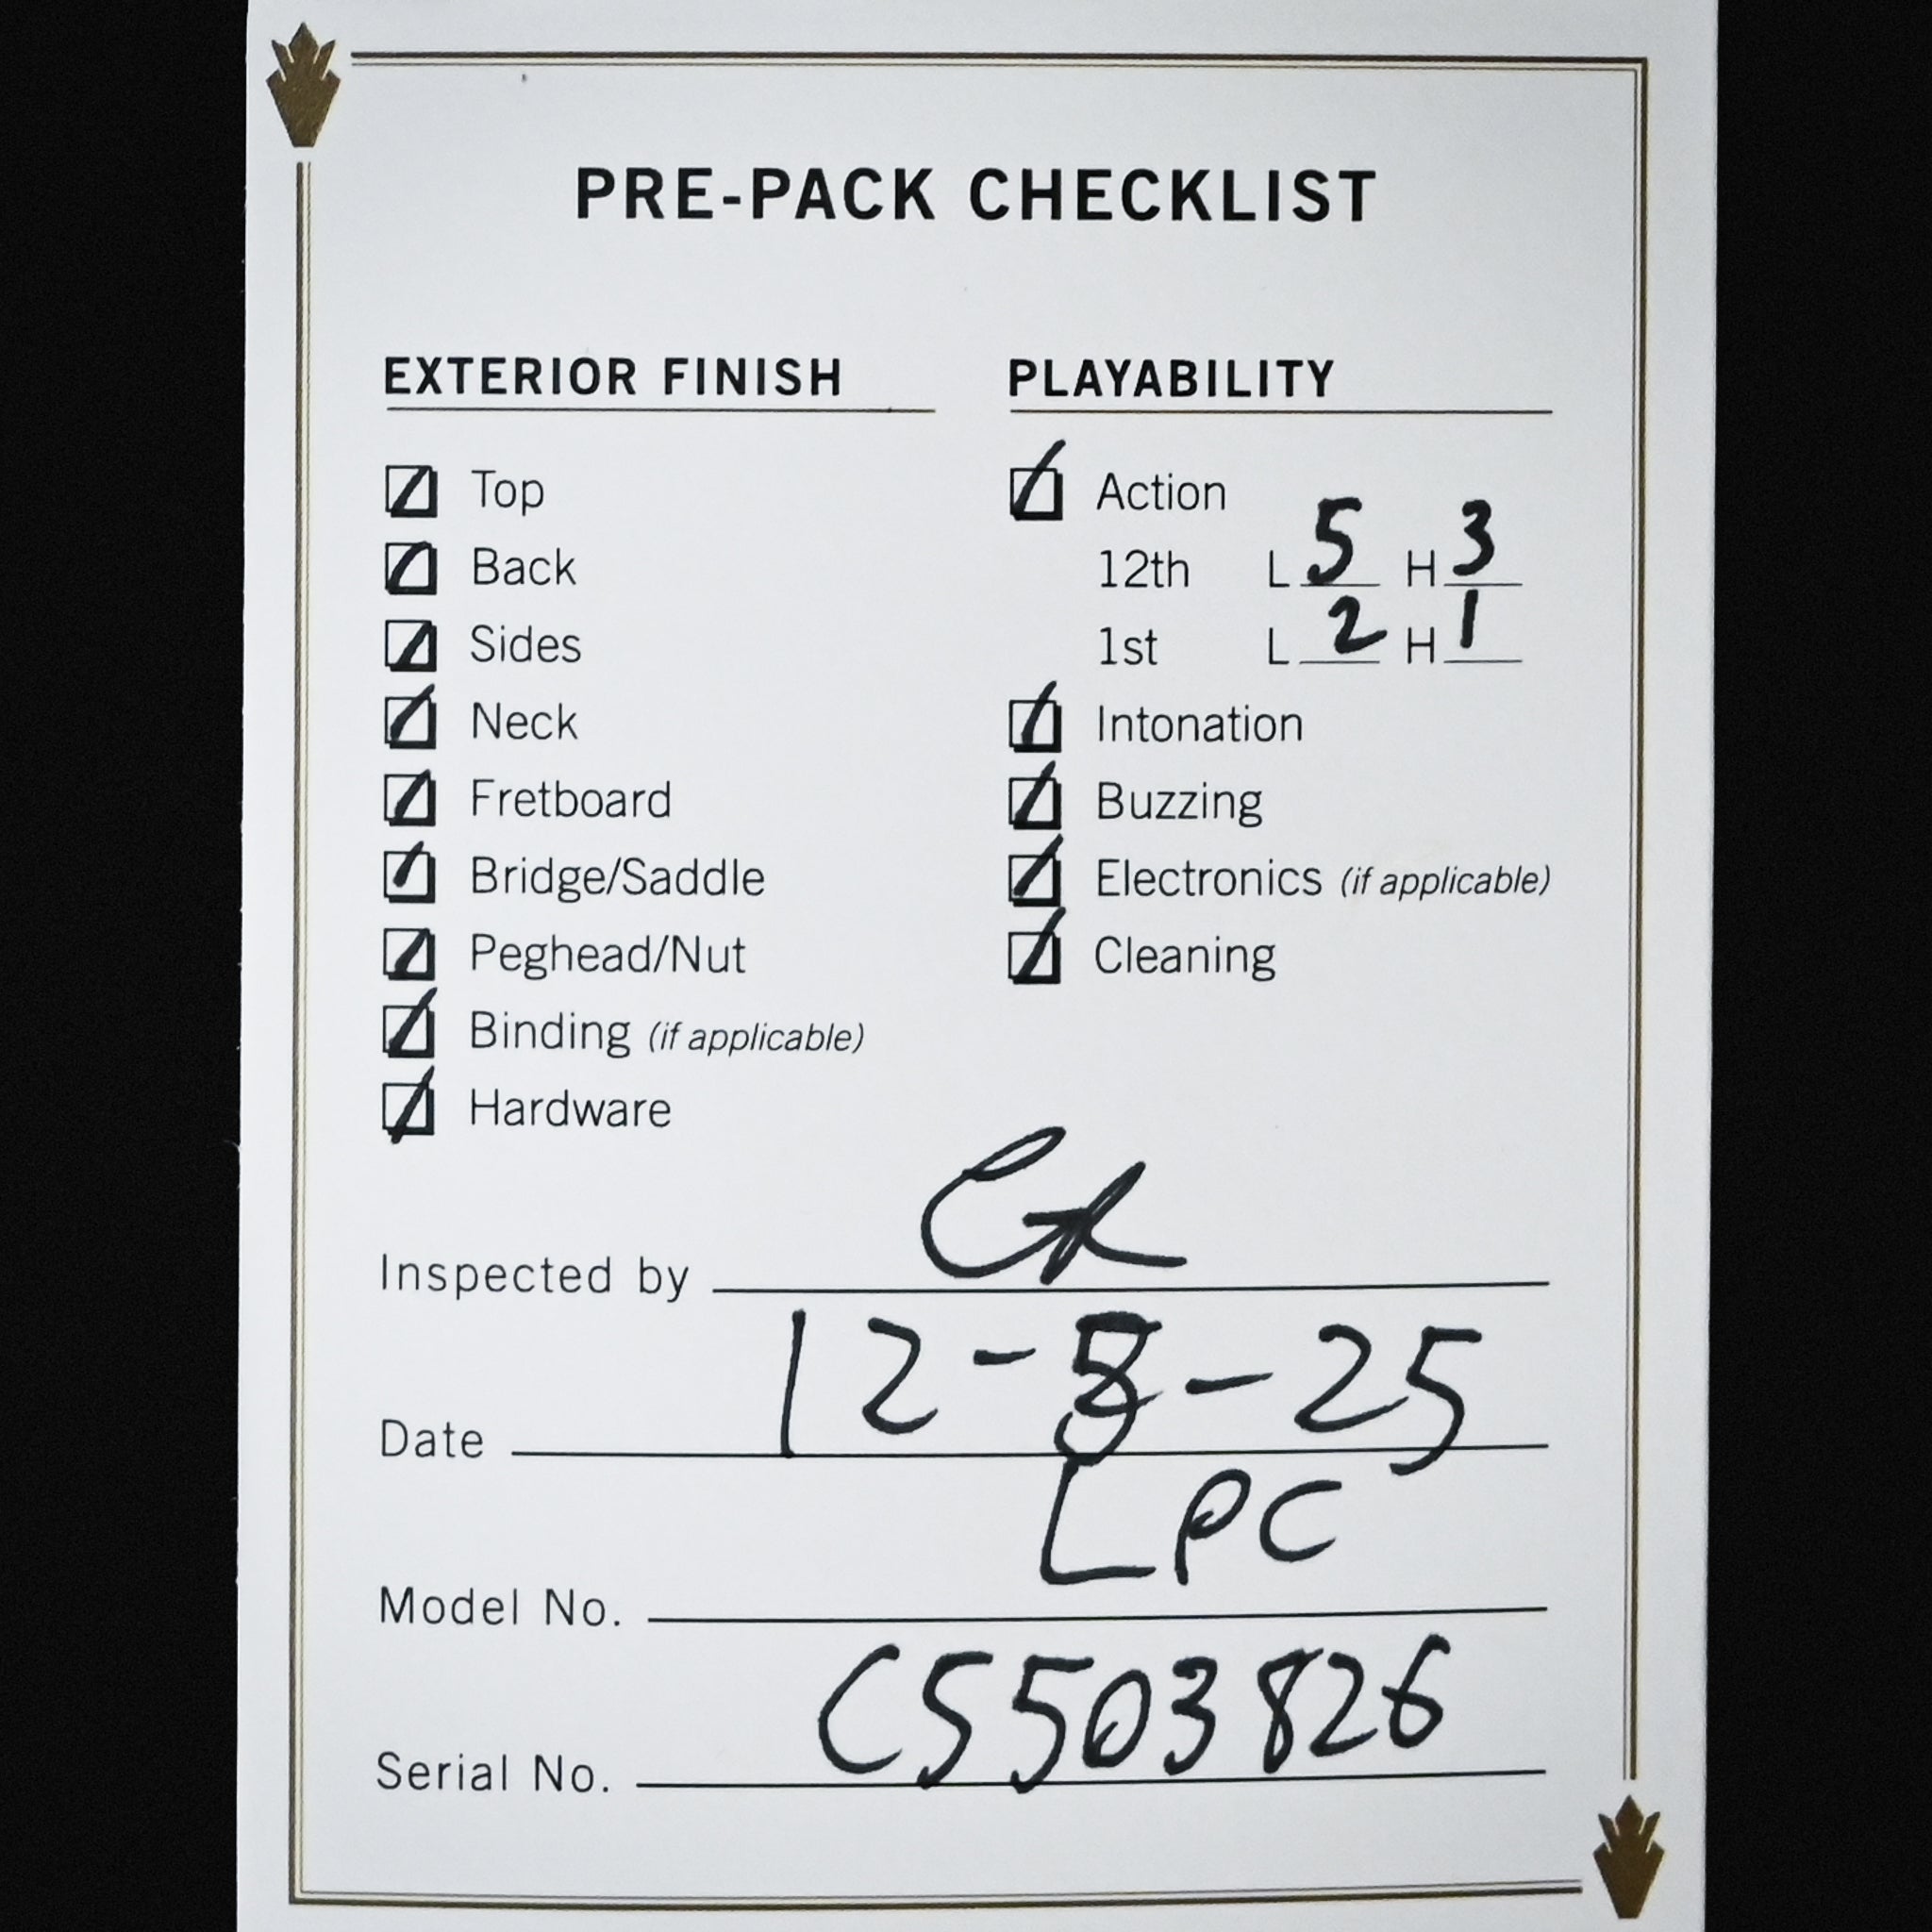 PRE-PACK CHECKLIST
EXTERIOR FINISH
Top
Back
Sides
Neck
Fretboard
Bridge/Saddle
Peghead/Nut
Binding (if applicable)
Hardware
PLAYABILITY
Action
12th L 5 H 3
1st L 2 H 1
Intonation
Buzzing
Electronics (if applicable)
Cleaning
Inspected by
Date 12-8-25
Model No. LPC
Serial No. CS503826